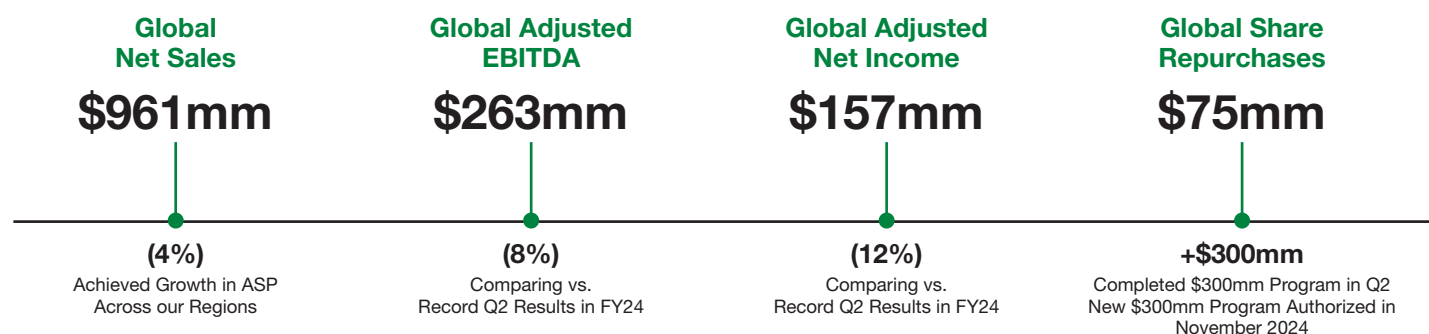 Global
Net Sales
$961mm
(4%)
Achieved Growth in ASP
Across our Regions
Global Adjusted
EBITDA
$263mm
(8%)
Comparing vs.
Record Q2 Results in FY24
Global Adjusted
Net Income
$157mm
(12%)
Comparing vs.
Record Q2 Results in FY24
Global Share
Repurchases
$75mm
+$300mm
Completed $300mm Program in Q2
New $300mm Program Authorized in
November 2024